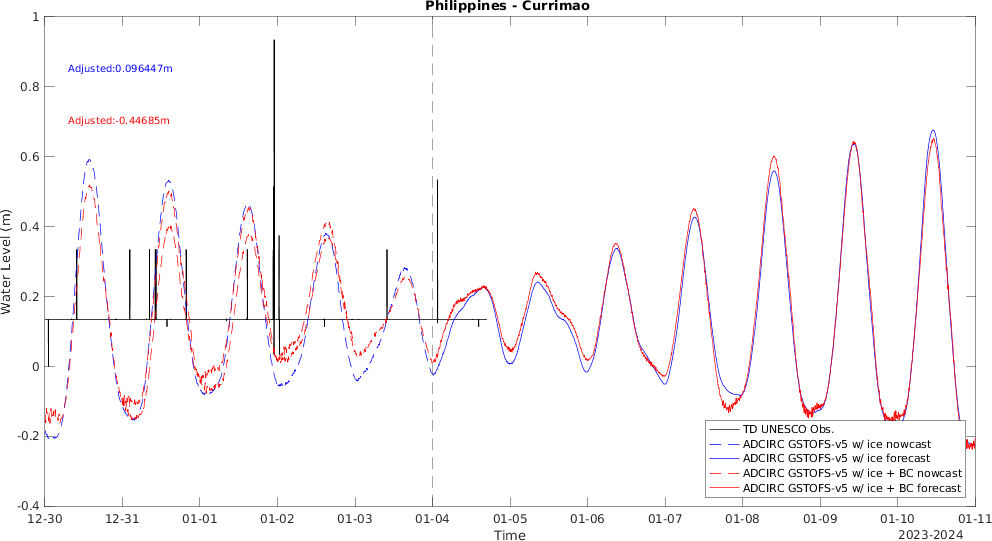 Philippines - Currimao
1
0.8
0.6
0.4
0.2
0
-0.2
-0.4
Water Level (m)
Adjusted:0.096447m
Adjusted:-0.44685m
TD UNESCO Obs.
ADCIRC GSTOFS-v5 w/ ice nowcast
ADCIRC GSTOFS-v5 w/ ice forecast
ADCIRC GSTOFS-v5 w/ ice + BC nowcast
ADCIRC GSTOFS-v5 w/ ice + BC forecast
12-30 12-31 01-01 01-02 01-03 01-04 01-05 01-06 01-07 01-08 01-09 01-10 01-11
Time
2023-2024